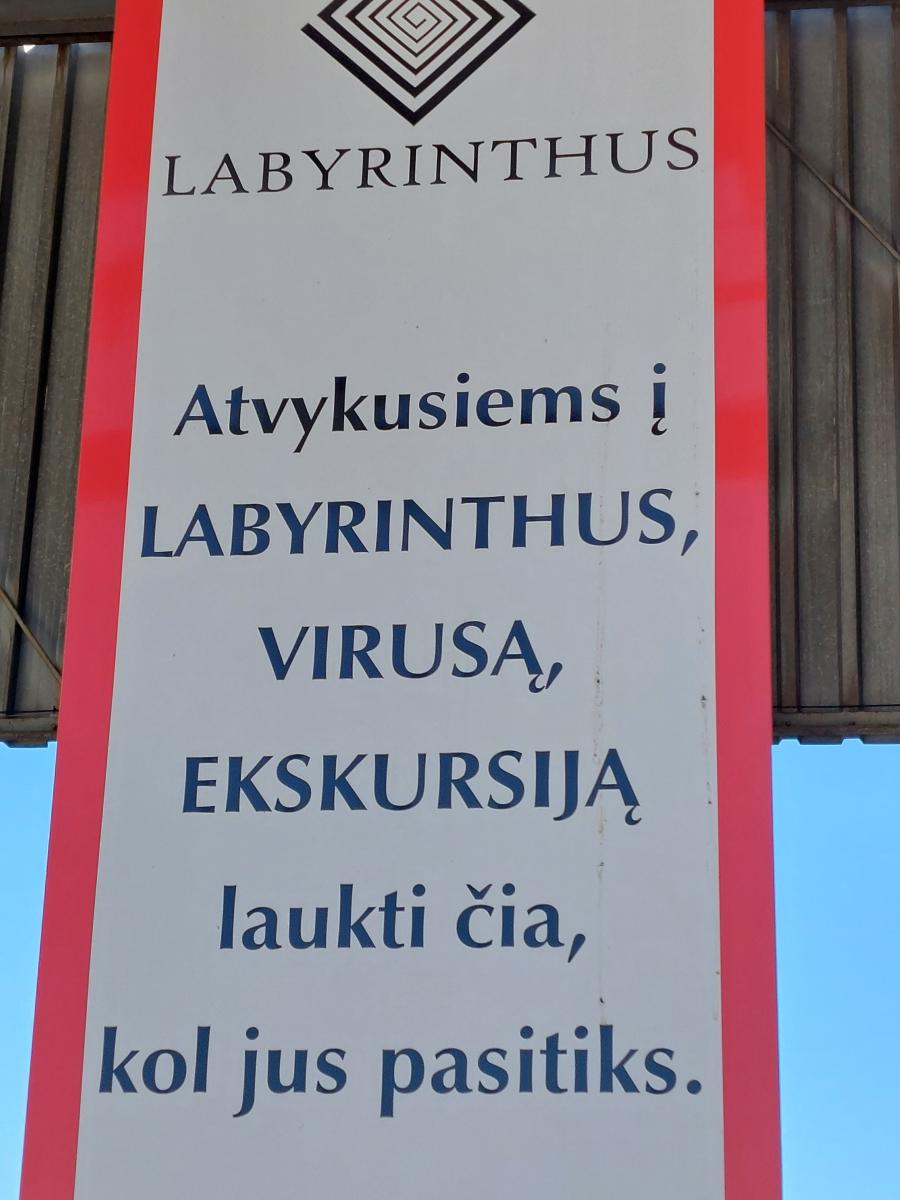 LABYRINTHUS
Atvykusiems į
LABYRINTHUS,
VIRUSĄ,
EKSKURSIJĄ
laukti čia,
kol jus pasitiks.